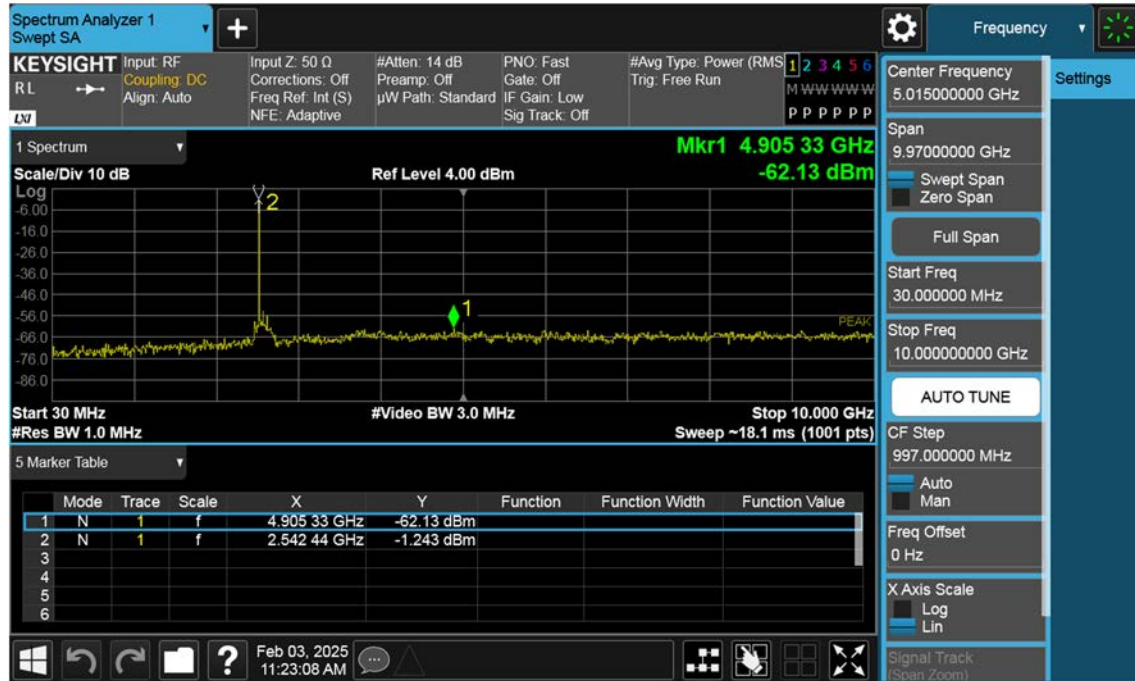 Spectrum Analyzer 1
Swept SA
Frequency
KEYSIGHT
R L
LXI
Input: RF
Coupling: DC
Align: Auto
Input Z: 50 Ω
Corrections: Off
Freq Ref: Int (S)
NFE: Adaptive
#Atten: 14 dB
Preamp: Off
µW Path: Standard
PNO: Fast
Gate: Off
IF Gain: Low
Sig Track: Off
#Avg Type: Power (RMS
Trig: Free Run
1 2 3 4 5 6
M W W W W W
P P P P P P
1 Spectrum
Scale/Div 10 dB
Ref Level 4.00 dBm
Mkr1 4.905 33 GHz
-62.13 dBm
Log
-6.00
-16.0
-26.0
-36.0
-46.0
-56.0
-66.0
-76.0
-86.0
2
1
PEAK
Start 30 MHz
#Video BW 3.0 MHz
Stop 10.000 GHz
#Res BW 1.0 MHz
Sweep ~18.1 ms (1001 pts)
5 Marker Table
Mode Trace Scale X Y Function Function Width Function Value
1 N 1 f 4.905 33 GHz -62.13 dBm
2 N 1 f 2.542 44 GHz -1.243 dBm
3
4
5
6
?
Feb 03, 2025
11:23:08 AM
Center Frequency
5.015000000 GHz
Settings
Span
9.97000000 GHz
Swept Span
Zero Span
Full Span
Start Freq
30.000000 MHz
Stop Freq
10.000000000 GHz
AUTO TUNE
CF Step
997.000000 MHz
Auto
Man
Freq Offset
0 Hz
X Axis Scale
Log
Lin
Signal Track
(Span Zoom)